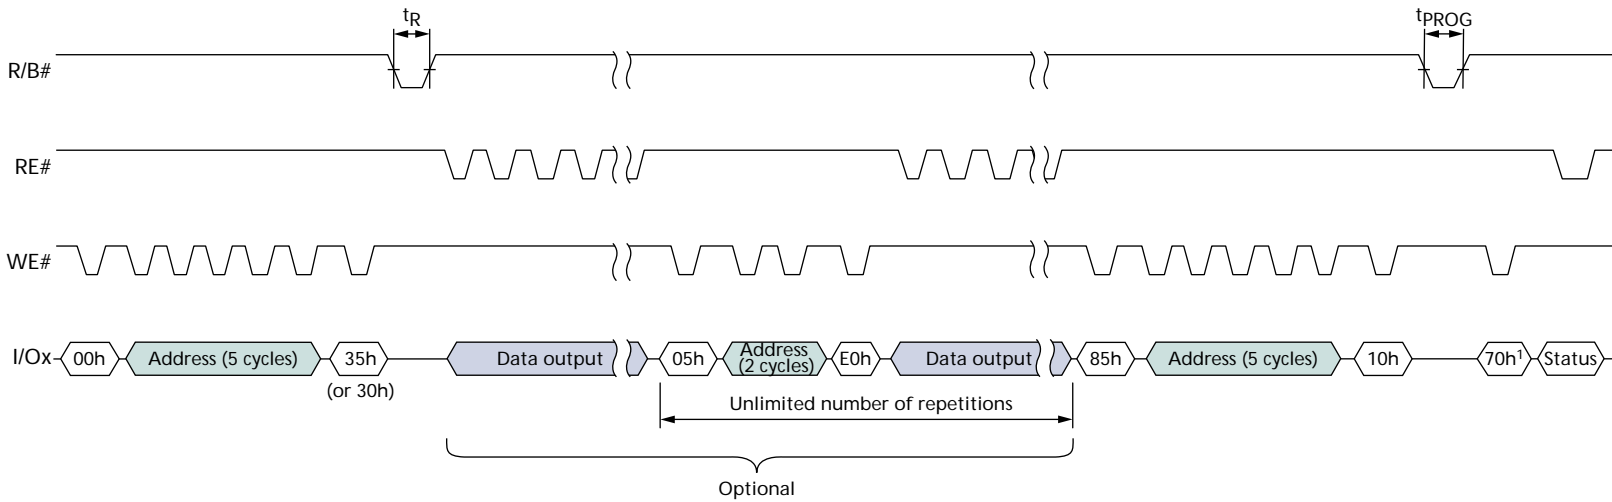 tR
tPROG
R/B#
RE#
WE#
I/Ox
00h
Address (5 cycles)
35h
(or 30h)
Data output
05h
Address
(2 cycles)
E0h
Data output
85h
Address (5 cycles)
10h
70h1
Status
Unlimited number of repetitions
Optional